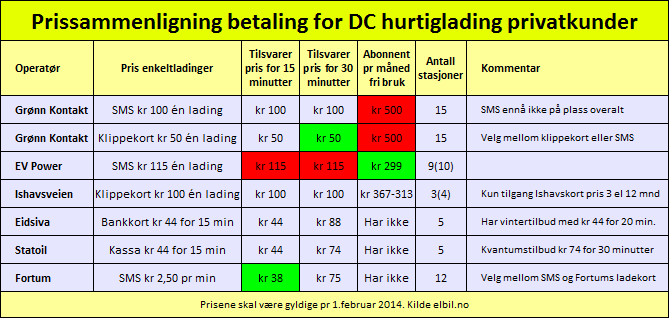 Prissammenligning betaling for DC hurtiglading privatkunder
Operatør Pris enkeltladinger Tilsvarer pris for 15 minutter Tilsvarer pris for 30 minutter Abonnent pr måned fri bruk Antall stasjoner Kommentar
Grønn Kontakt SMS kr 100 én lading kr 100 kr 100 kr 500 15 SMS ennå ikke på plass overalt
Grønn Kontakt Klippekort kr 50 én lading kr 50 kr 50 kr 500 15 Velg mellom klippekort eller SMS
EV Power SMS kr 115 én lading kr 115 kr 115 kr 299 9(10)
Ishavsveien Klippekort kr 100 én lading kr 100 kr 100 kr 367-313 3(4) Kun tilgang Ishavskort pris 3 el 12 mnd
Eidsiva Bankkort kr 44 for 15 min kr 44 kr 88 Har ikke 5 Har vintertilbud med kr 44 for 20 min.
Statoil Kassa kr 44 for 15 min kr 44 kr 74 Har ikke 5 Kvantumstilbud kr 74 for 30 minutter
Fortum SMS kr 2,50 pr min kr 38 kr 75 Har ikke 12 Velg mellom SMS og Fortums ladekort
Prisene skal være gyldige pr 1.februar 2014. Kilde elbil.no